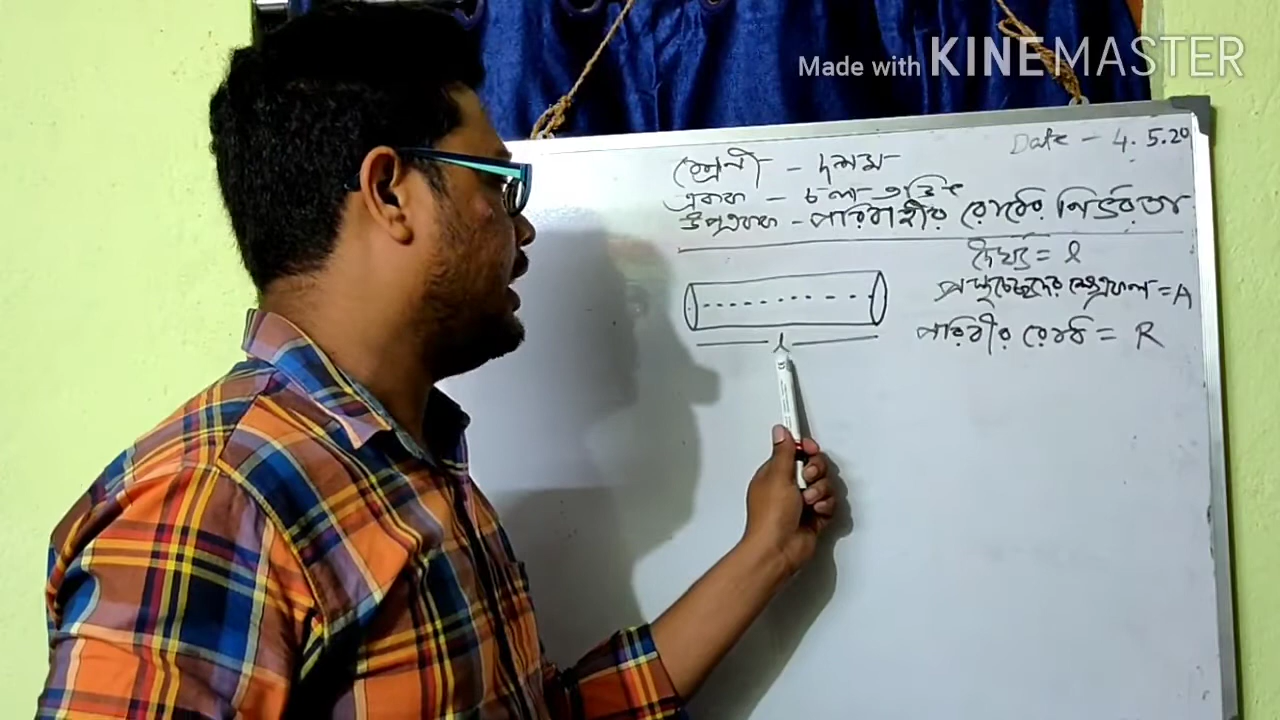 Made with KINEMASTER
Date - 4.5.20
শ্রেণী - দশম
একক - চল তড়িৎ
উপএকক - পরিবাহীর রোধের নির্ভরতা
দৈর্ঘ্য = l
প্রস্থচ্ছেদের ক্ষেত্রফল = A
পরিবীর রোধ = R
l